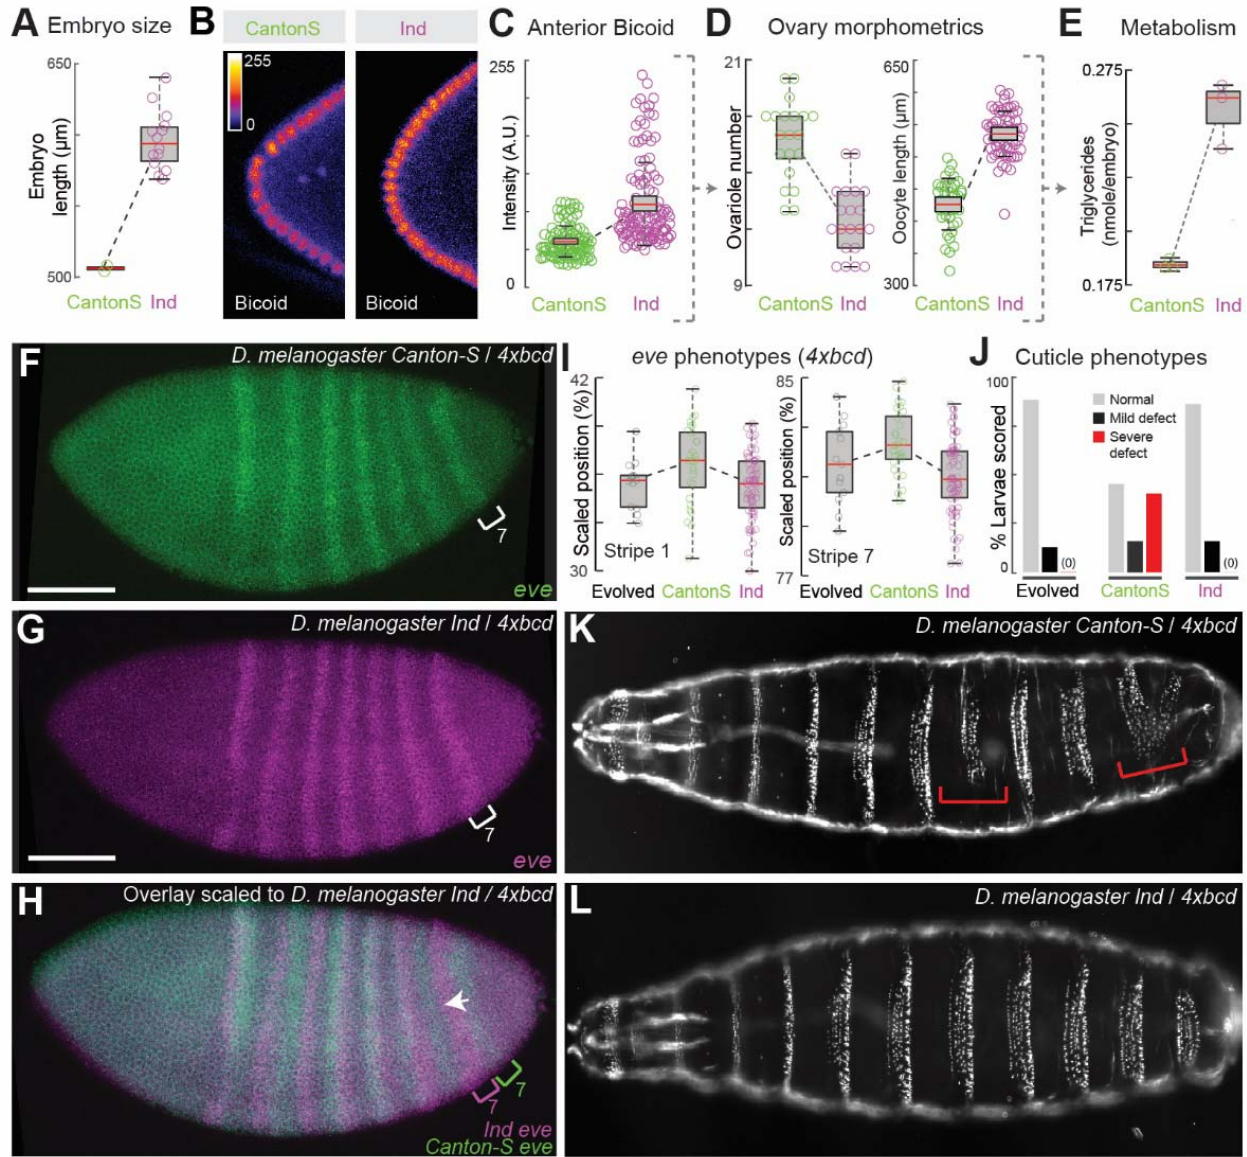 A Embryo size
650
Embryo
length (µm)
500
CantonS Ind
B
CantonS Ind
255
0
Bicoid Bicoid
C Anterior Bicoid
255
Intensity (A.U.)
0
CantonS Ind
D Ovary morphometrics
21
Ovariole number
9
CantonS Ind
650
Oocyte length (µm)
300
CantonS Ind
E Metabolism
0.275
Triglycerides
(nmole/embryo)
0.175
CantonS Ind
F D. melanogaster Canton-S / 4xbcd
7
eve
G D. melanogaster Ind / 4xbcd
7
eve
H Overlay scaled to D. melanogaster Ind / 4xbcd
7
7
Ind eve
Canton-S eve
I eve phenotypes (4xbcd)
42
Scaled position (%)
30
Stripe 1
Evolved CantonS Ind
85
Scaled position (%)
77
Stripe 7
Evolved CantonS Ind
J Cuticle phenotypes
100
% Larvae scored
0
Normal
Mild defect
Severe
defect
(0)
(0)
Evolved CantonS Ind
K D. melanogaster Canton-S / 4xbcd
L D. melanogaster Ind / 4xbcd